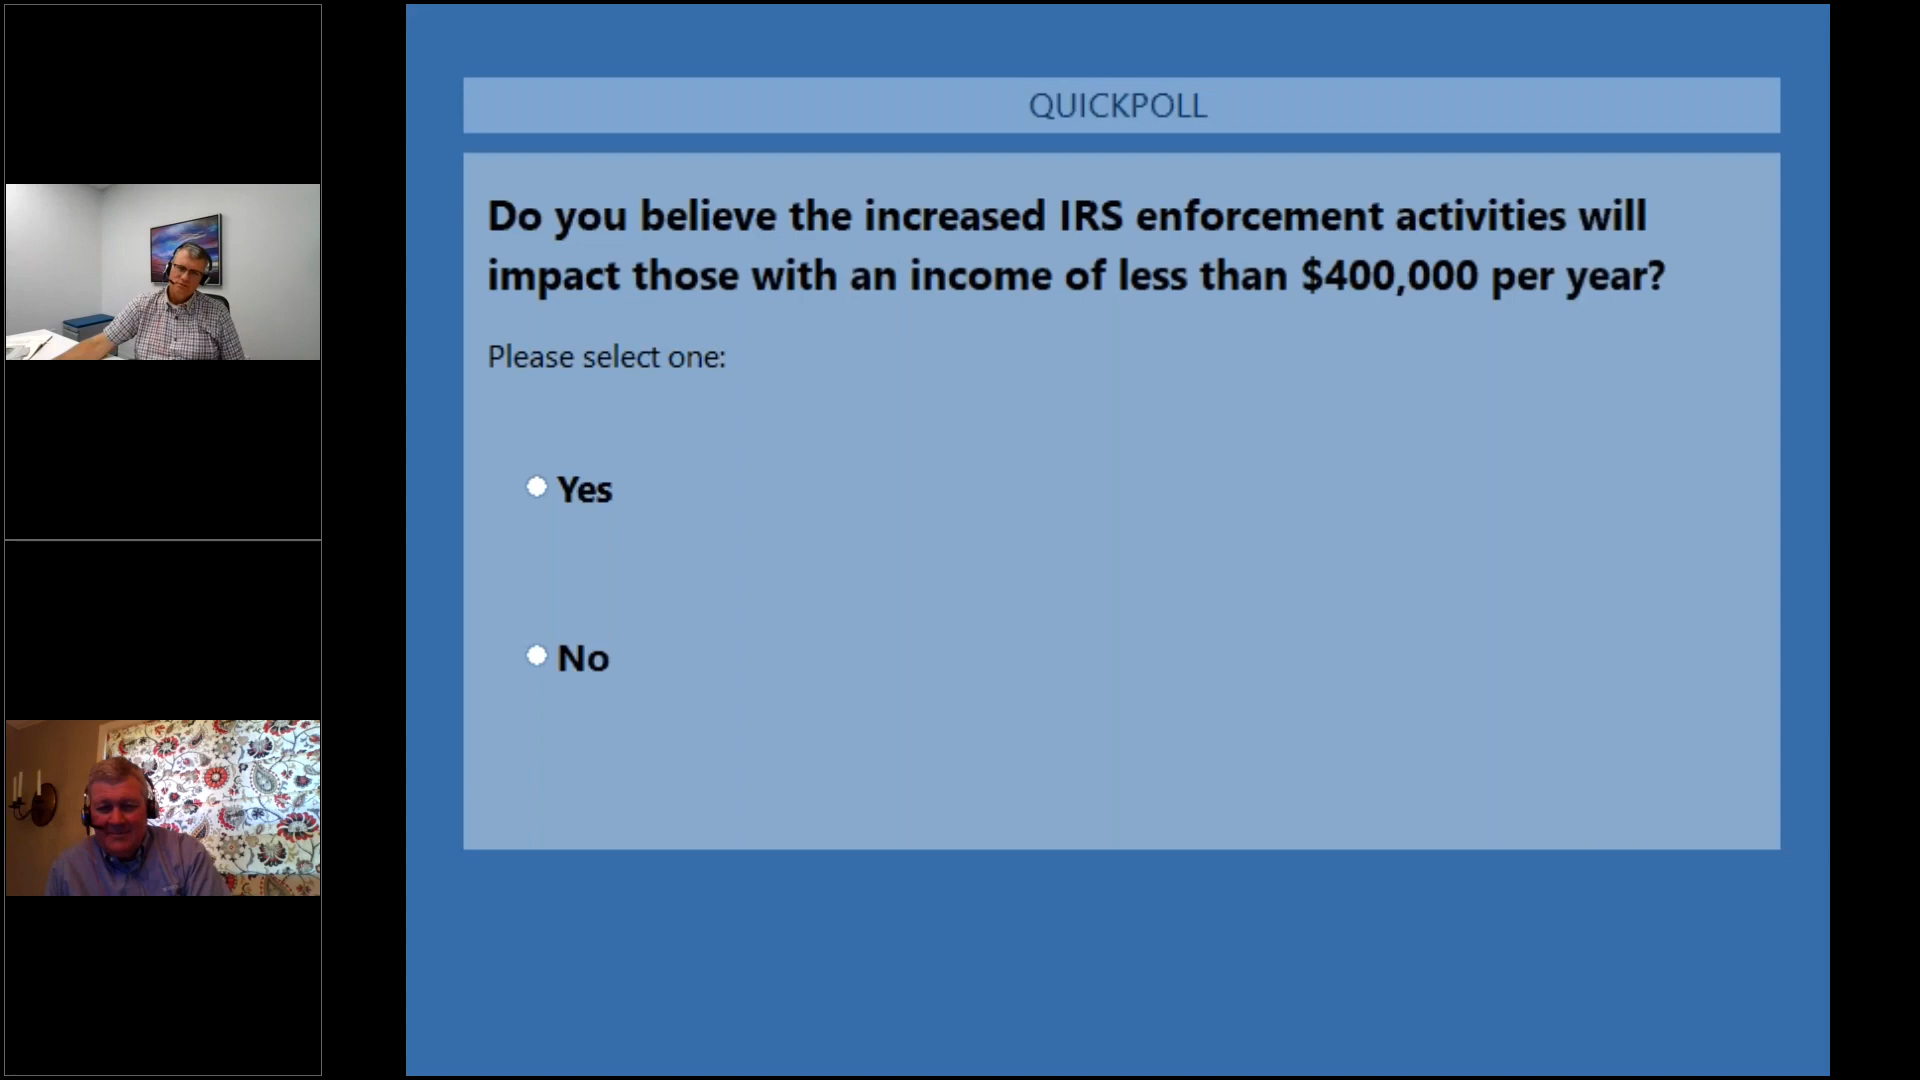 QUICKPOLL
Do you believe the increased IRS enforcement activities will
impact those with an income of less than $400,000 per year?
Please select one:
Yes
No